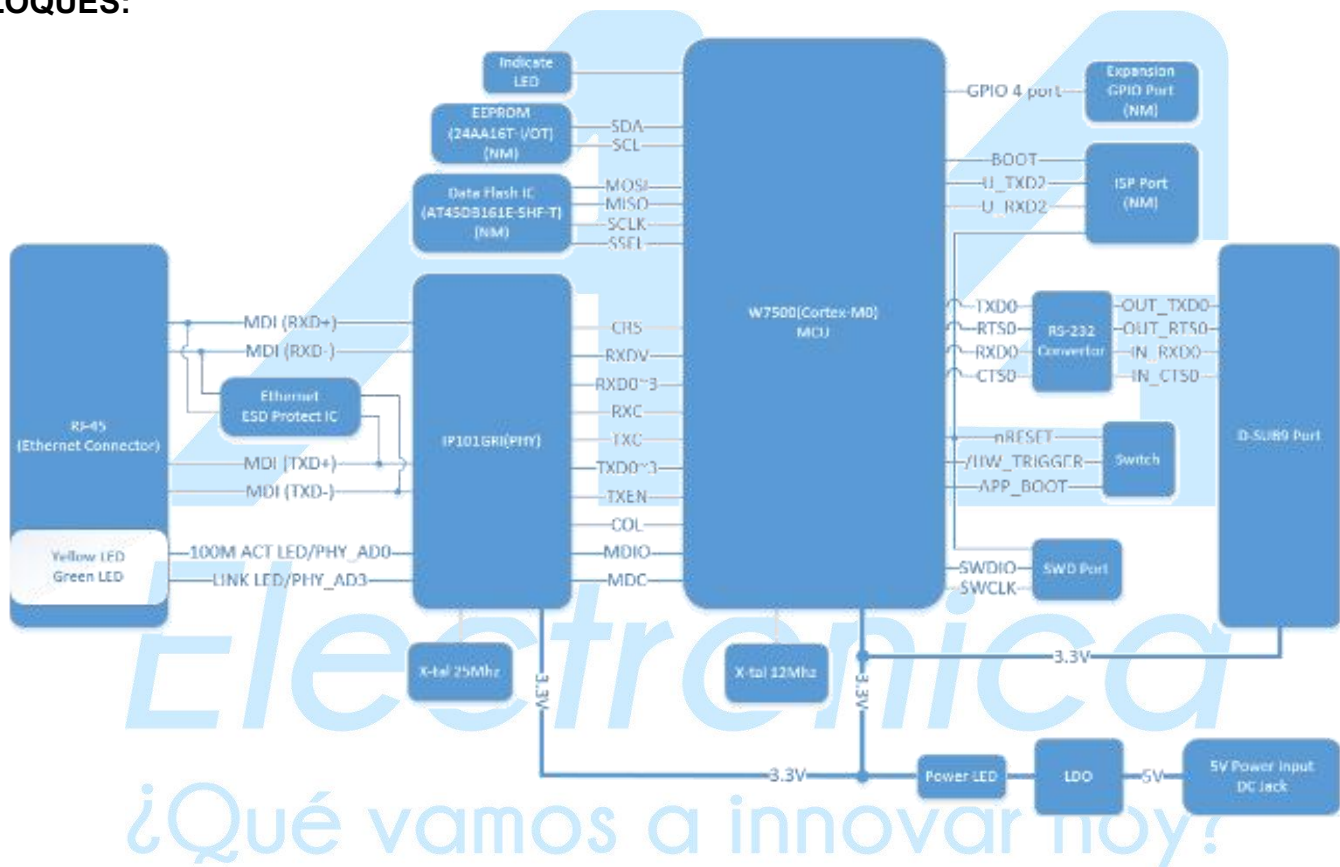 LOQUES:
Indicate
LED
EEPROM
(24AA16T-I/OT)
(NM)
SDA
SCL
Data Flash IC
(AT45DB161E-SHF-T)
(NM)
MOSI
MISO
SCLK
SSEL
W7500(Cortex-M0)
MCU
GPIO 4 port
Expansion
GPIO Port
(NM)
BOOT
U_TXD2
U_RXD2
ISP Port
(NM)
RJ-45
(Ethernet Connector)
Yellow LED
Green LED
MDI (RXD+)
MDI (RXD-)
Ethernet
ESD Protect IC
MDI (TXD+)
MDI (TXD-)
100M ACT LED/PHY_AD0
LINK LED/PHY_AD3
IP101GRI(PHY)
CRS
RXDV
RXD0~3
RXC
TXC
TXD0~3
TXEN
COL
MDIO
MDC
TXD0
RTS0
RXD0
CTS0
RS-232
Convertor
OUT_TXD0
OUT_RTS0
IN_RXD0
IN_CTS0
D-SUB9 Port
nRESET
/HW_TRIGGER
APP_BOOT
Switch
SWDIO
SWCLK
SWD Port
X-tal 25Mhz
3.3V
X-tal 12Mhz
3.3V
3.3V
3.3V
Power LED
LDO
5V
5V Power Input
DC Jack
Electronica
¿Qué vamos a innovar hoy?